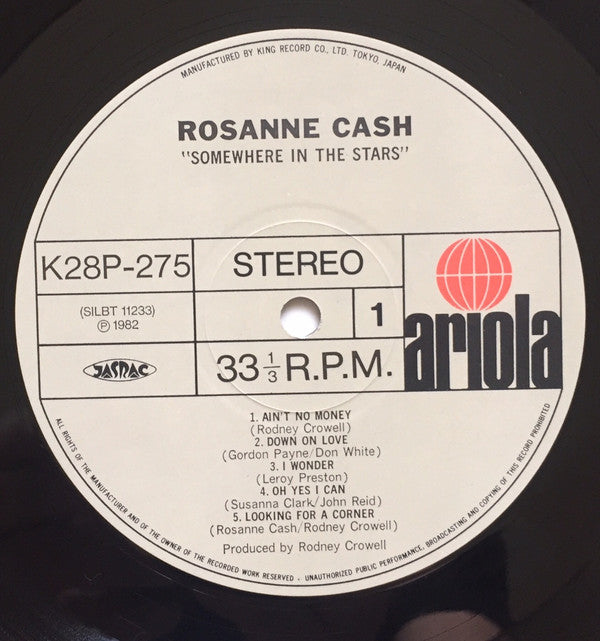 MANUFACTURED BY KING RECORD CO., LTD. TOKYO, JAPAN
ROSANNE CASH
"SOMEWHERE IN THE STARS"
K28P-275
STEREO
(SILBT 11233)
Ⓟ 1982
1
ariola
JASRAC
33 1/3 R.P.M.
1. AIN'T NO MONEY
(Rodney Crowell)
2. DOWN ON LOVE
(Gordon Payne/Don White)
3. I WONDER
(Leroy Preston)
4. OH YES I CAN
(Susanna Clark/John Reid)
5. LOOKING FOR A CORNER
(Rosanne Cash/Rodney Crowell)
Produced by Rodney Crowell
ALL RIGHTS OF THE MANUFACTURER AND OF THE OWNER OF THE RECORDED WORK RESERVED • UNAUTHORIZED PUBLIC PERFORMANCE, BROADCASTING AND COPYING OF THIS RECORD PROHIBITED